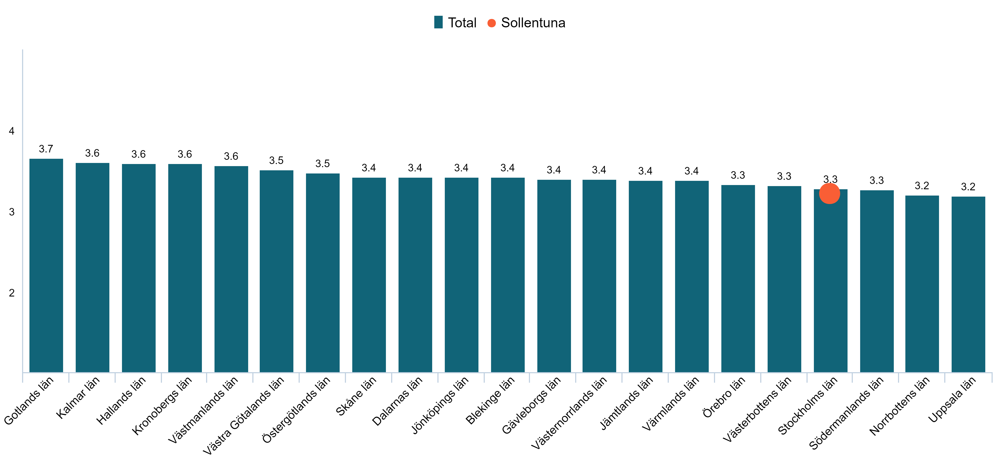 Total Sollentuna
4
3
2
3.7 3.6 3.6 3.6 3.6 3.5 3.5 3.4 3.4 3.4 3.4 3.4 3.4 3.4 3.4 3.3 3.3 3.3 3.3 3.2 3.2
Gotlands län
Kalmar län
Hallands län
Kronobergs län
Västmanlands län
Västra Götalands län
Östergötlands län
Skåne län
Dalarnas län
Jönköpings län
Blekinge län
Gävleborgs län
Västernorrlands län
Jämtlands län
Värmlands län
Örebro län
Västerbottens län
Stockholms län
Södermanlands län
Norrbottens län
Uppsala län